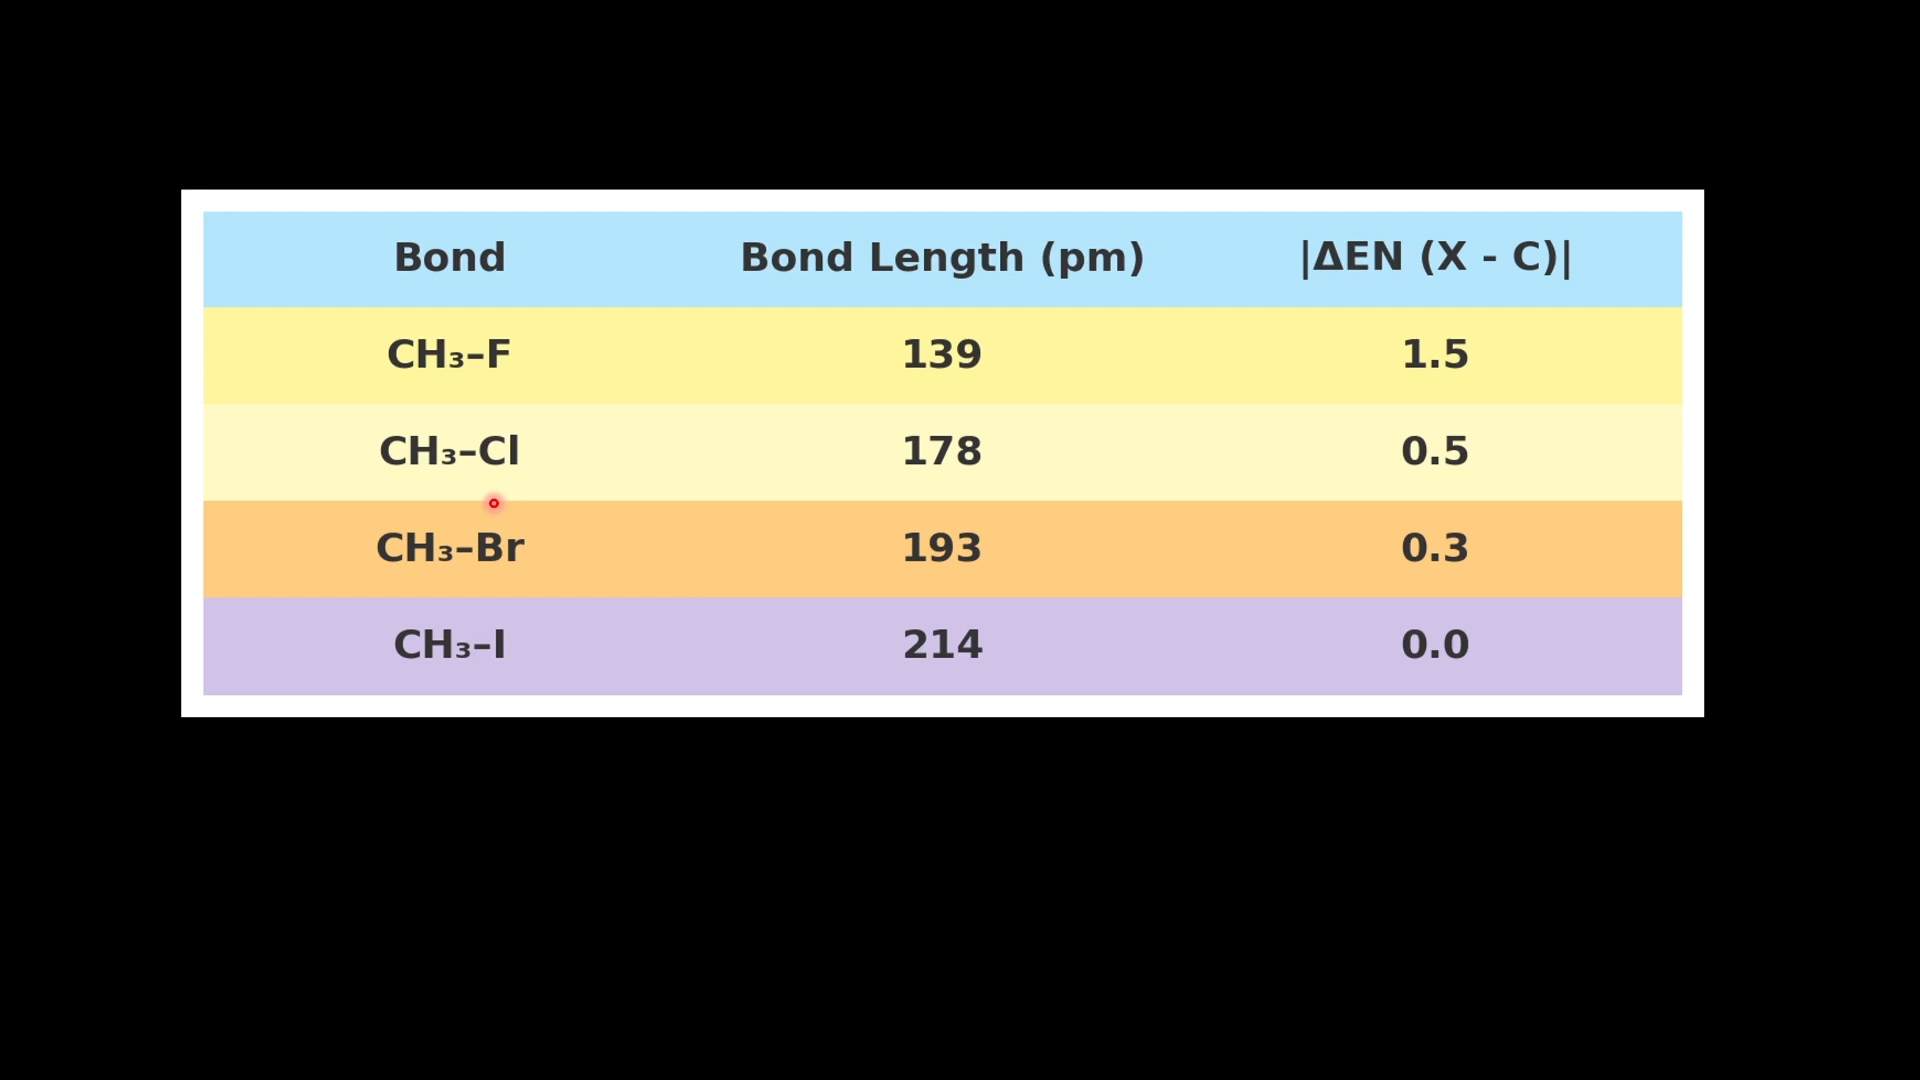 Bond Bond Length (pm) |ΔEN (X - C)|
CH₃–F 139 1.5
CH₃–Cl 178 0.5
CH₃–Br 193 0.3
CH₃–I 214 0.0